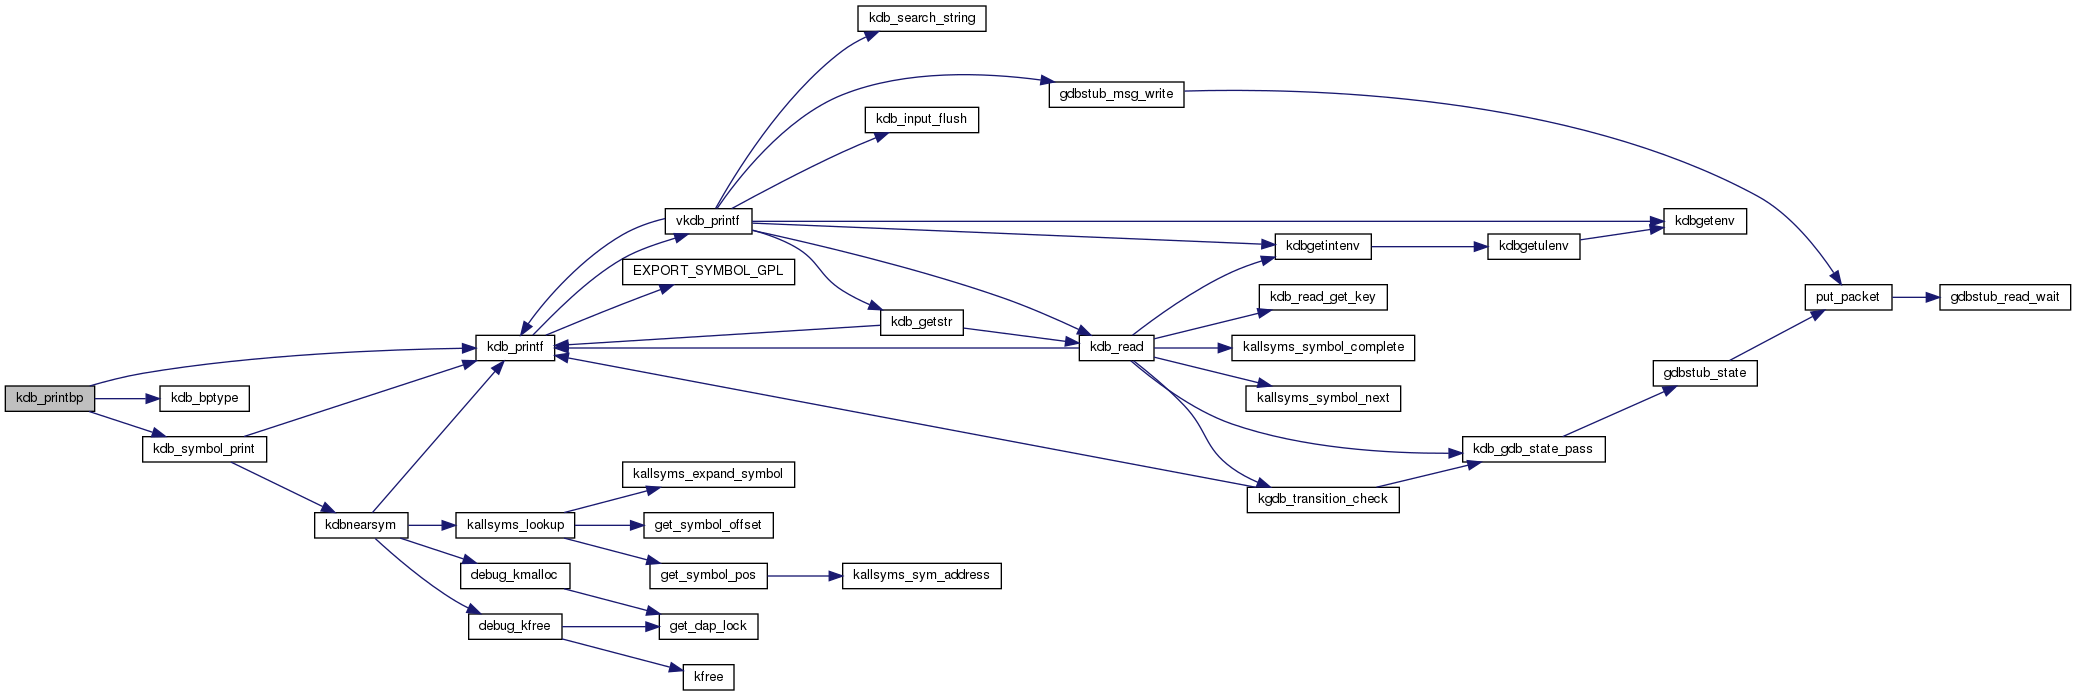 kdb_search_string
gdbstub_msg_write
kdb_input_flush
vkdb_printf
kdbgetenv
kdbgetintenv
kdbgetulenv
EXPORT_SYMBOL_GPL
kdb_read_get_key
put_packet
gdbstub_read_wait
kdb_getstr
kdb_printf
kdb_read
kallsyms_symbol_complete
gdbstub_state
kdb_printbp
kdb_bptype
kallsyms_symbol_next
kdb_symbol_print
kdb_gdb_state_pass
kallsyms_expand_symbol
kgdb_transition_check
kdbnearsym
kallsyms_lookup
get_symbol_offset
debug_kmalloc
get_symbol_pos
kallsyms_sym_address
debug_kfree
get_dap_lock
kfree